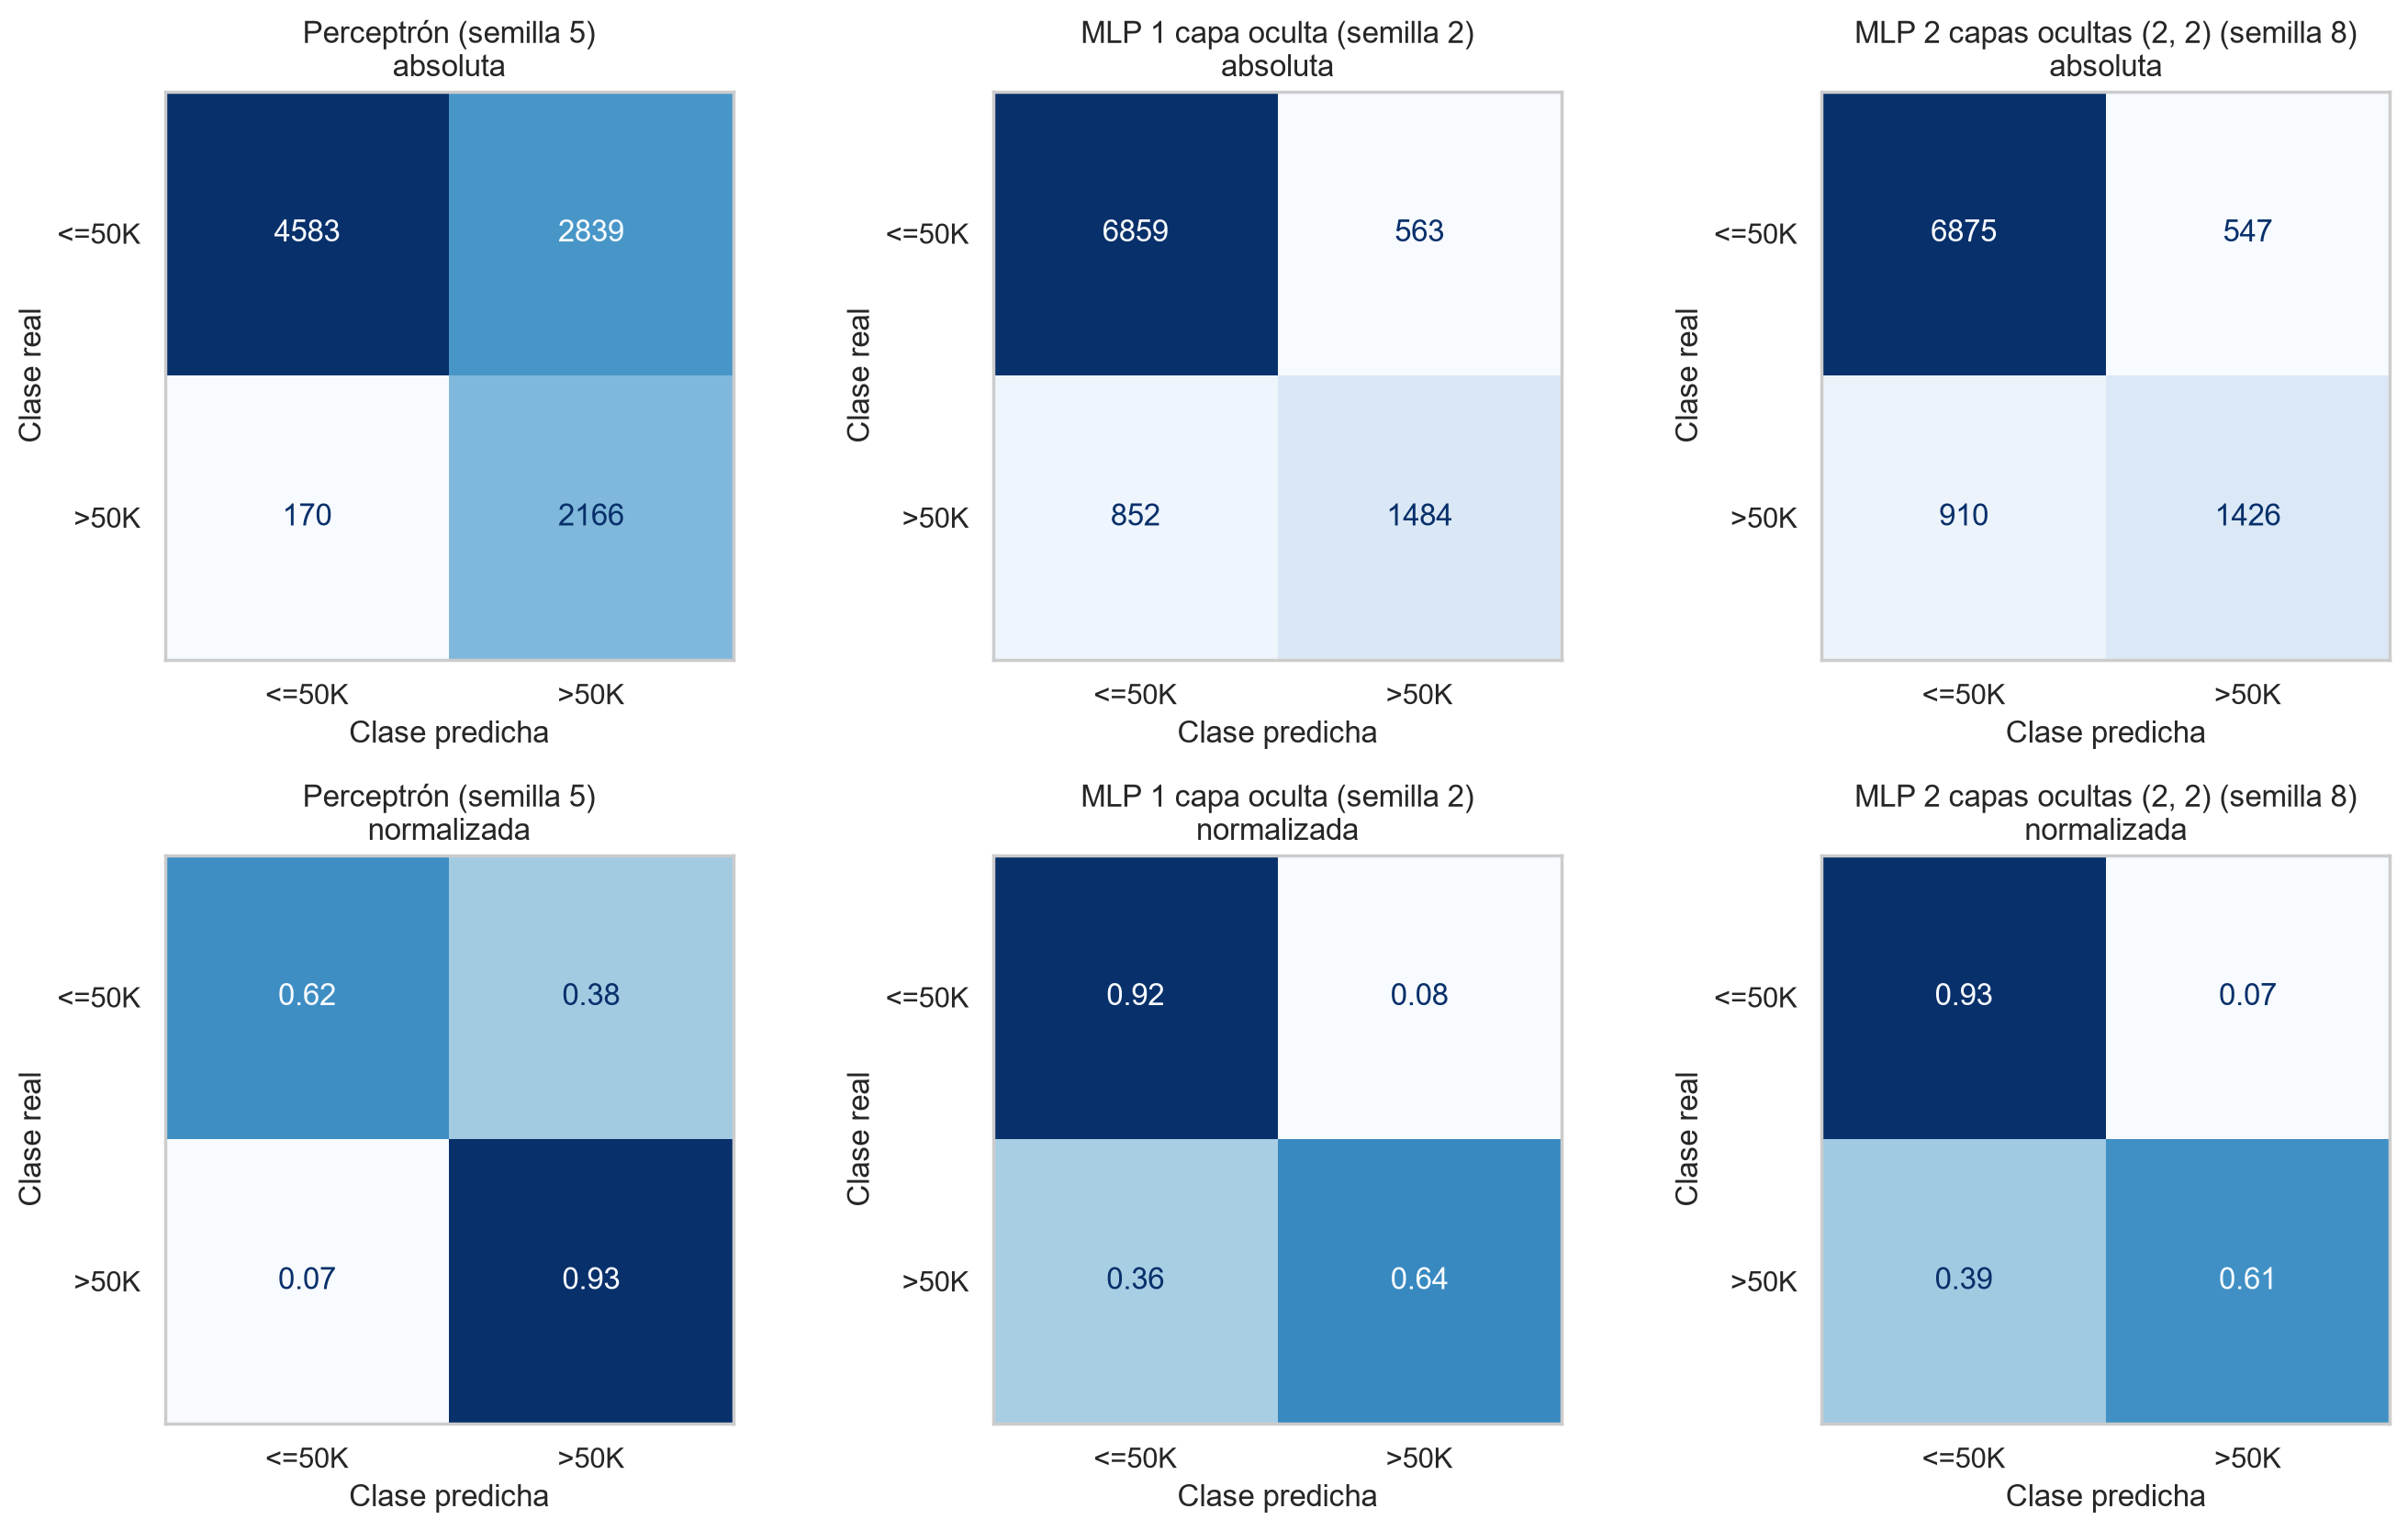 Perceptrón (semilla 5)
absoluta
<=50K
4583
2839
>50K
170
2166
Clase real
<=50K
>50K
Clase predicha
MLP 1 capa oculta (semilla 2)
absoluta
<=50K
6859
563
>50K
852
1484
Clase real
<=50K
>50K
Clase predicha
MLP 2 capas ocultas (2, 2) (semilla 8)
absoluta
<=50K
6875
547
>50K
910
1426
Clase real
<=50K
>50K
Clase predicha
Perceptrón (semilla 5)
normalizada
<=50K
0.62
0.38
>50K
0.07
0.93
Clase real
<=50K
>50K
Clase predicha
MLP 1 capa oculta (semilla 2)
normalizada
<=50K
0.92
0.08
>50K
0.36
0.64
Clase real
<=50K
>50K
Clase predicha
MLP 2 capas ocultas (2, 2) (semilla 8)
normalizada
<=50K
0.93
0.07
>50K
0.39
0.61
Clase real
<=50K
>50K
Clase predicha